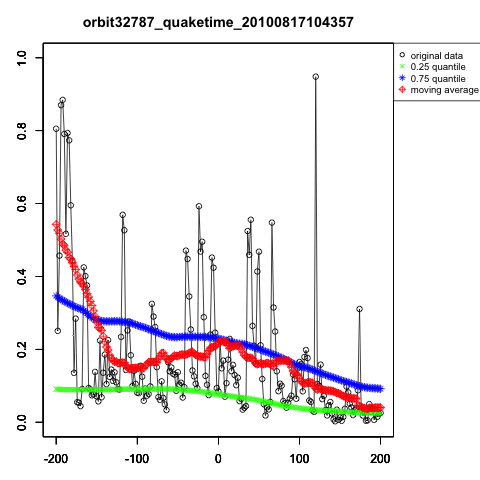 orbit32787_quaketime_20100817104357
original data
0.25 quantile
0.75 quantile
moving average
1.0
0.8
0.6
0.4
0.2
0.0
-200 -100 0 100 200